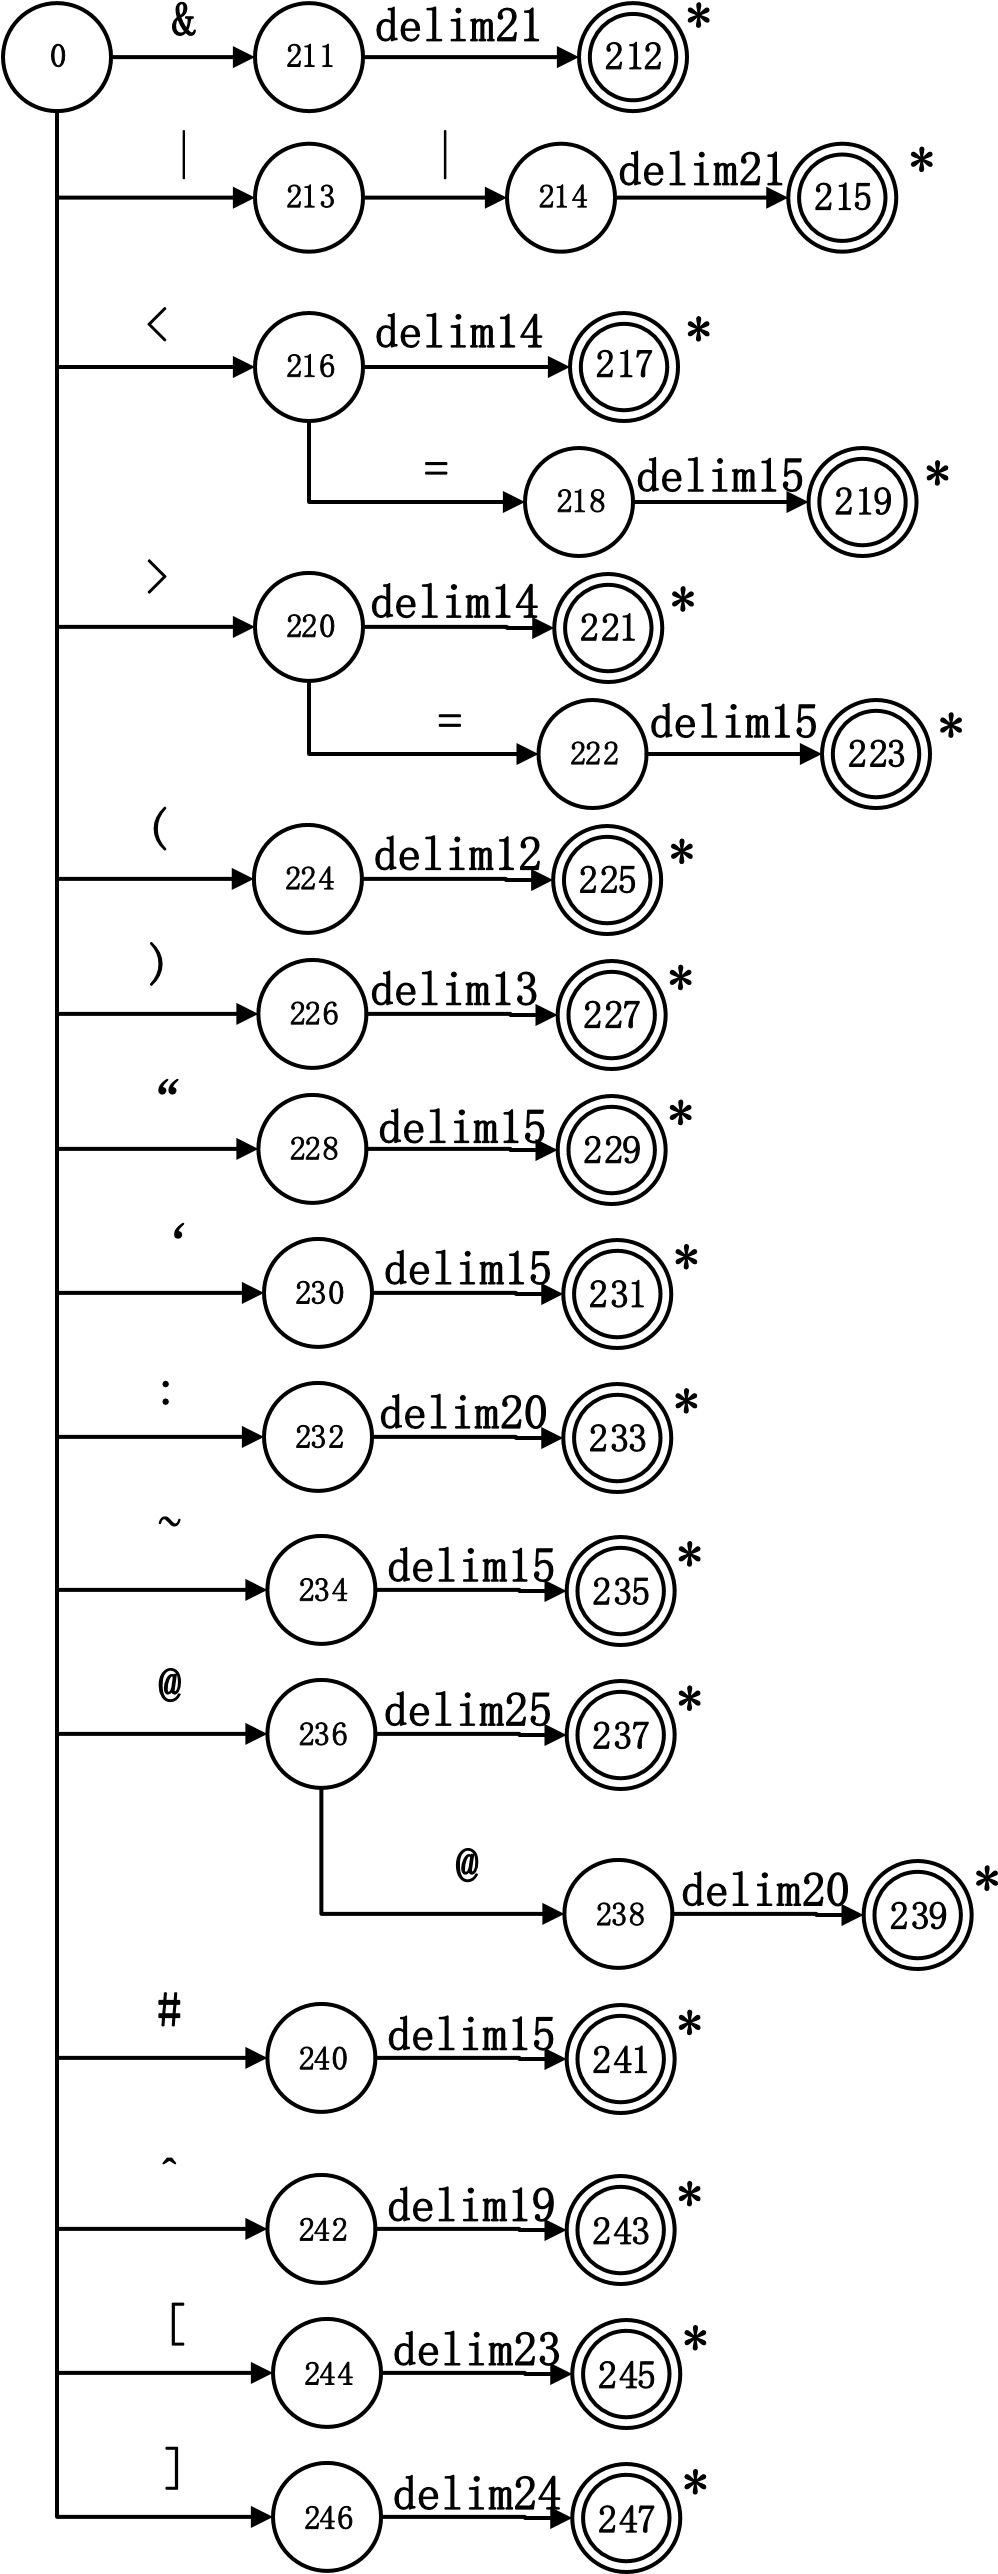 0 & 211 delim21 212 *
| 213 | 214 delim21 215 *
< 216 delim14 217 *
= 218 delim15 219 *
> 220 delim14 221 *
= 222 delim15 223 *
( 224 delim12 225 *
) 226 delim13 227 *
“ 228 delim15 229 *
‘ 230 delim15 231 *
: 232 delim20 233 *
~ 234 delim15 235 *
@ 236 delim25 237 *
@ 238 delim20 239 *
# 240 delim15 241 *
^ 242 delim19 243 *
[ 244 delim23 245 *
] 246 delim24 247 *